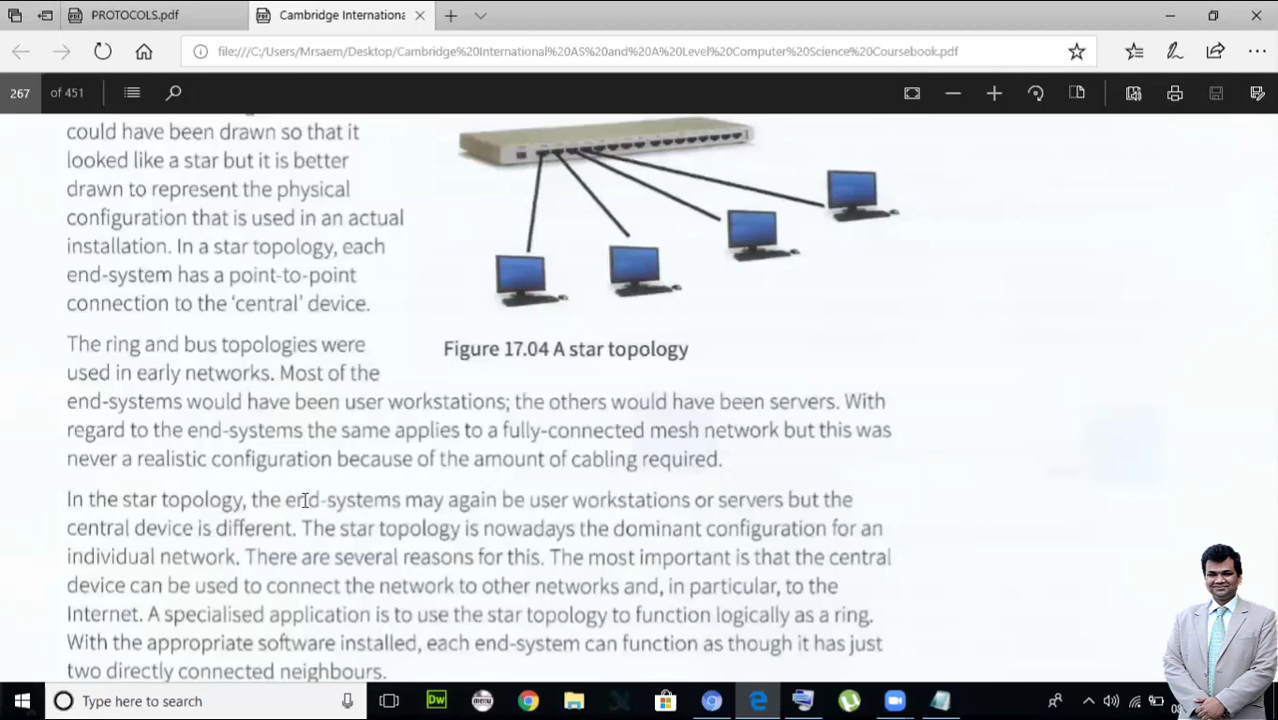 PROTOCOLS.pdf
Cambridge Internationa
file:///C:/Users/Mrsaem/Desktop/Cambridge%20International%20AS%20and%20A%20Level%20Computer%20Science%20Coursebook.pdf
267 of 451
could have been drawn so that it
looked like a star but it is better
drawn to represent the physical
configuration that is used in an actual
installation. In a star topology, each
end-system has a point-to-point
connection to the ‘central’ device.
Figure 17.04 A star topology
The ring and bus topologies were
used in early networks. Most of the
end-systems would have been user workstations; the others would have been servers. With
regard to the end-systems the same applies to a fully-connected mesh network but this was
never a realistic configuration because of the amount of cabling required.
In the star topology, the end-systems may again be user workstations or servers but the
central device is different. The star topology is nowadays the dominant configuration for an
individual network. There are several reasons for this. The most important is that the central
device can be used to connect the network to other networks and, in particular, to the
Internet. A specialised application is to use the star topology to function logically as a ring.
With the appropriate software installed, each end-system can function as though it has just
two directly connected neighbours.
Type here to search
Dw
menu
08